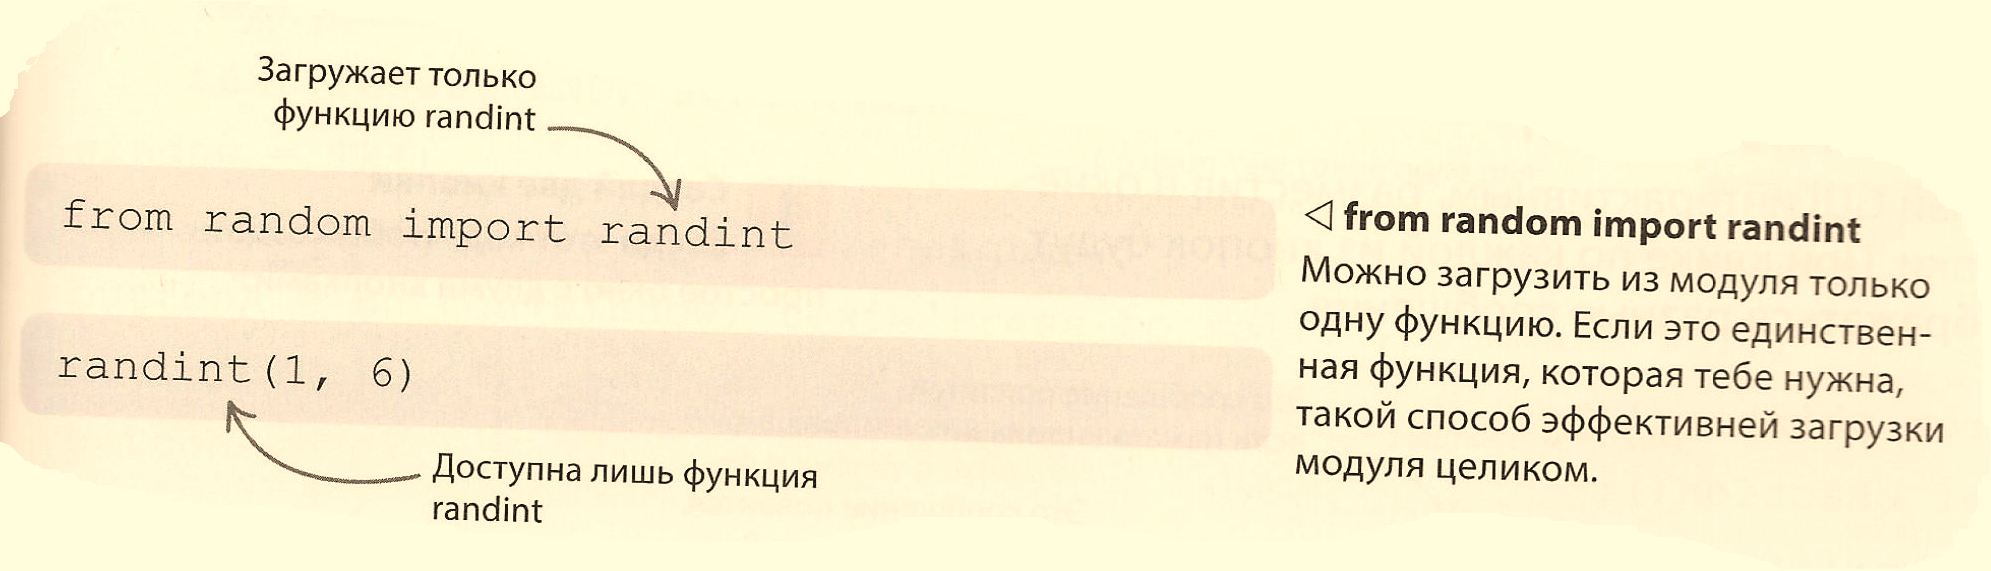 Загружает только
функцию randint
from random import randint
randint(1, 6)
Доступна лишь функция
randint
◁ from random import randint
Можно загрузить из модуля только
одну функцию. Если это единствен-
ная функция, которая тебе нужна,
такой способ эффективней загрузки
модуля целиком.